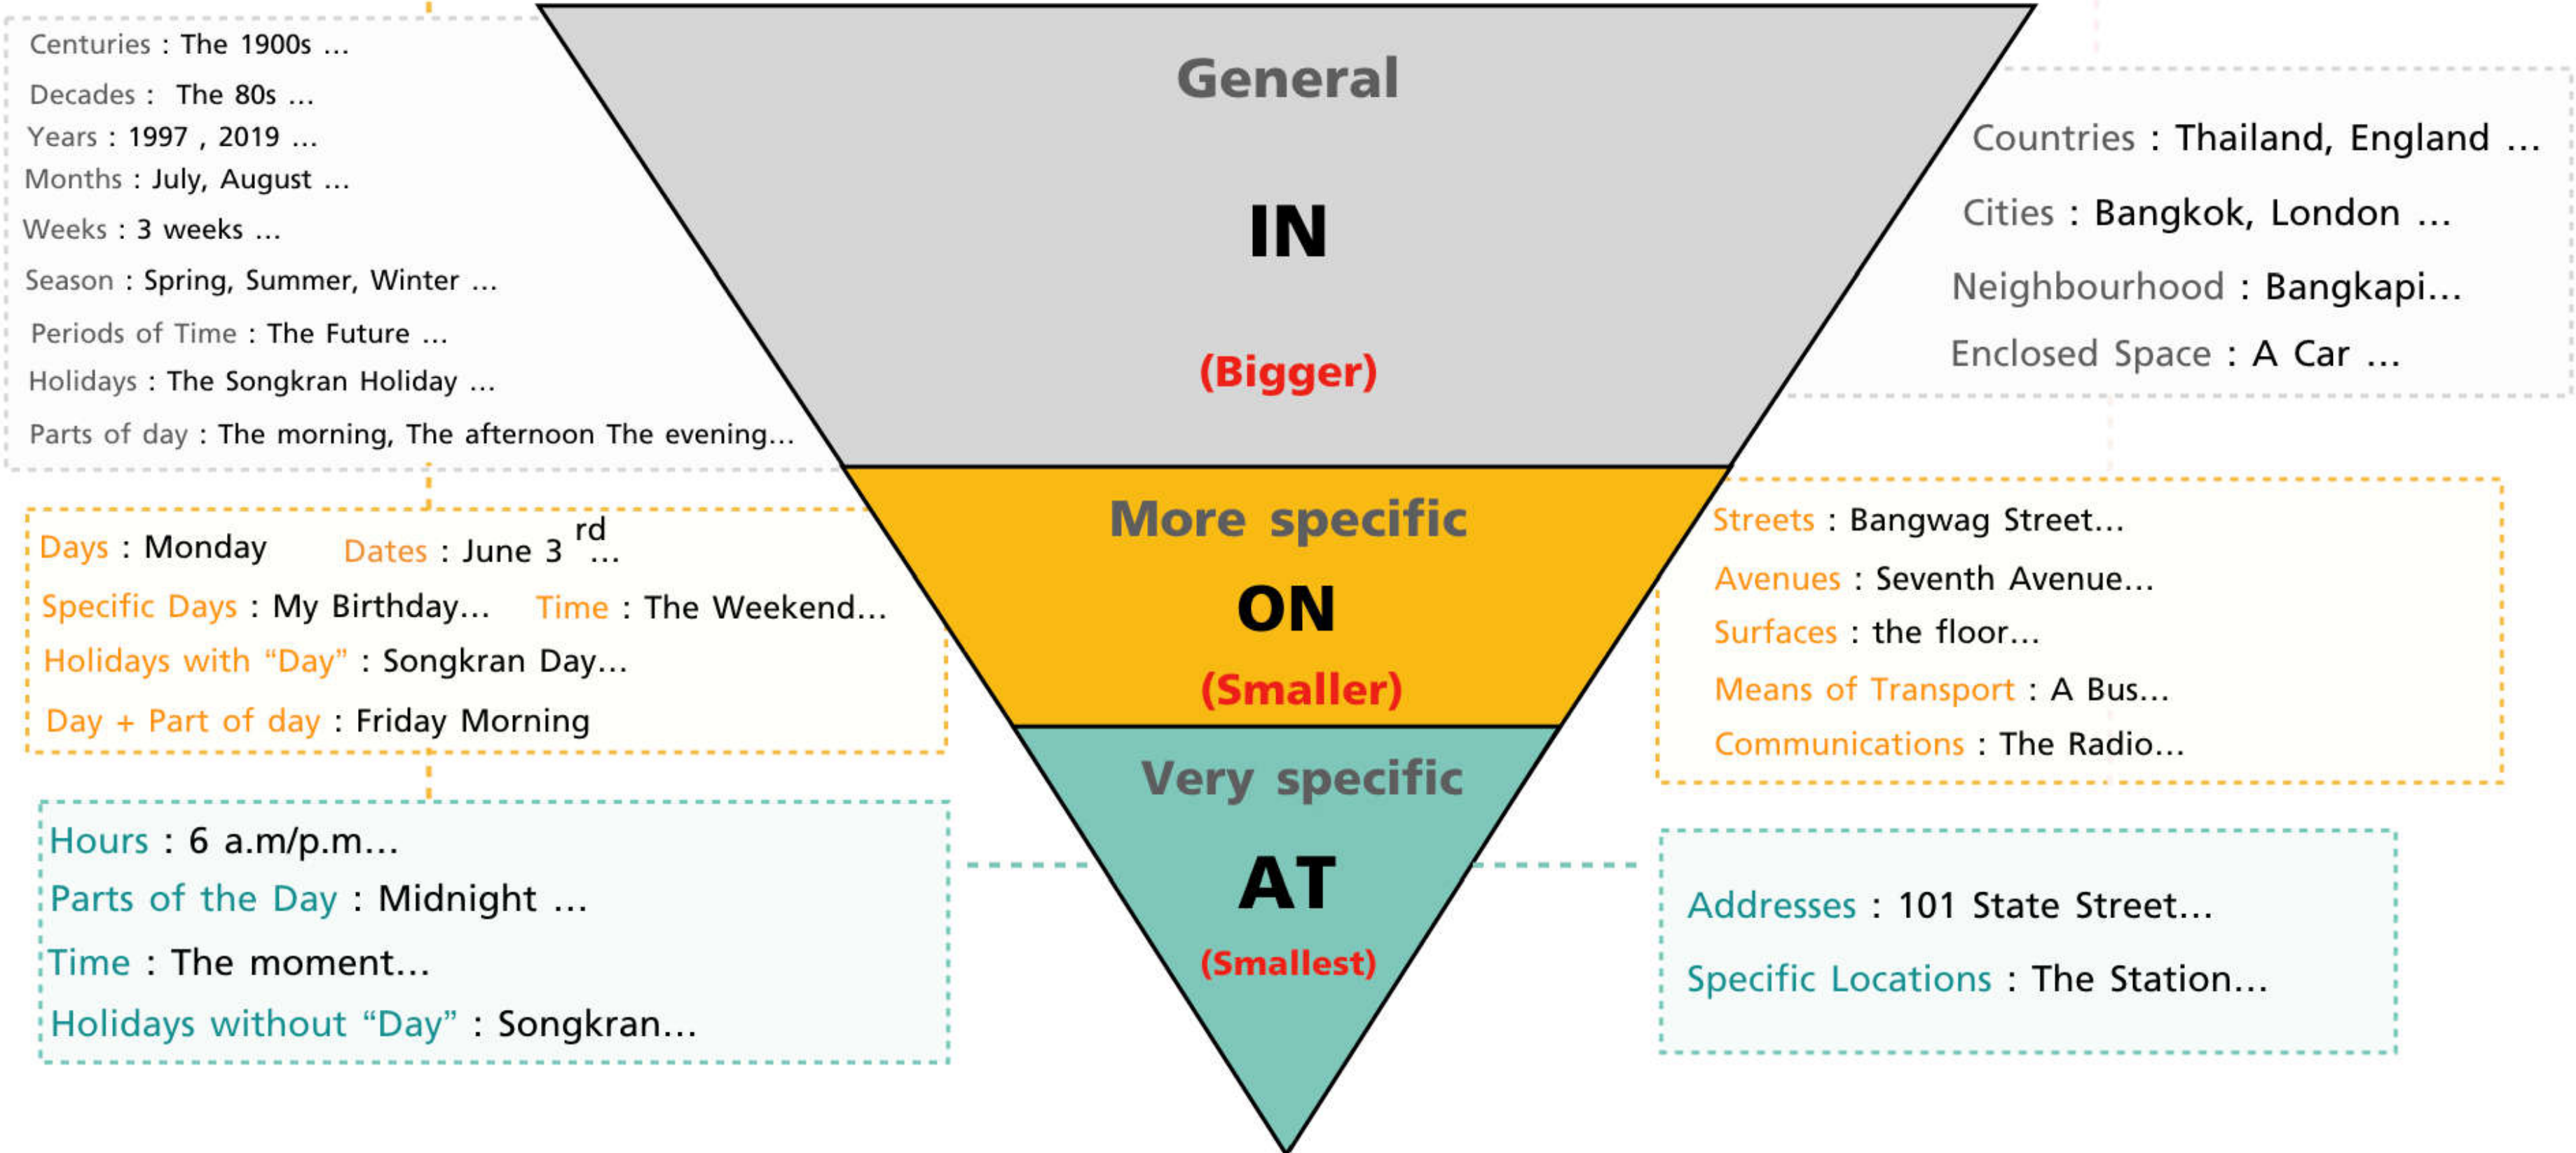 Centuries : The 1900s ...
Decades : The 80s ...
Years : 1997 , 2019 ...
Months : July, August ...
Weeks : 3 weeks ...
Season : Spring, Summer, Winter ...
Periods of Time : The Future ...
Holidays : The Songkran Holiday ...
Parts of day : The morning, The afternoon The evening...
General
IN
(Bigger)
Countries : Thailand, England ...
Cities : Bangkok, London ...
Neighbourhood : Bangkapi...
Enclosed Space : A Car ...
Days : Monday Dates : June 3 rd...
Specific Days : My Birthday... Time : The Weekend...
Holidays with “Day” : Songkran Day...
Day + Part of day : Friday Morning
More specific
ON
(Smaller)
Streets : Bangwag Street...
Avenues : Seventh Avenue...
Surfaces : the floor...
Means of Transport : A Bus...
Communications : The Radio...
Hours : 6 a.m/p.m...
Parts of the Day : Midnight ...
Time : The moment...
Holidays without “Day” : Songkran...
Very specific
AT
(Smallest)
Addresses : 101 State Street...
Specific Locations : The Station...